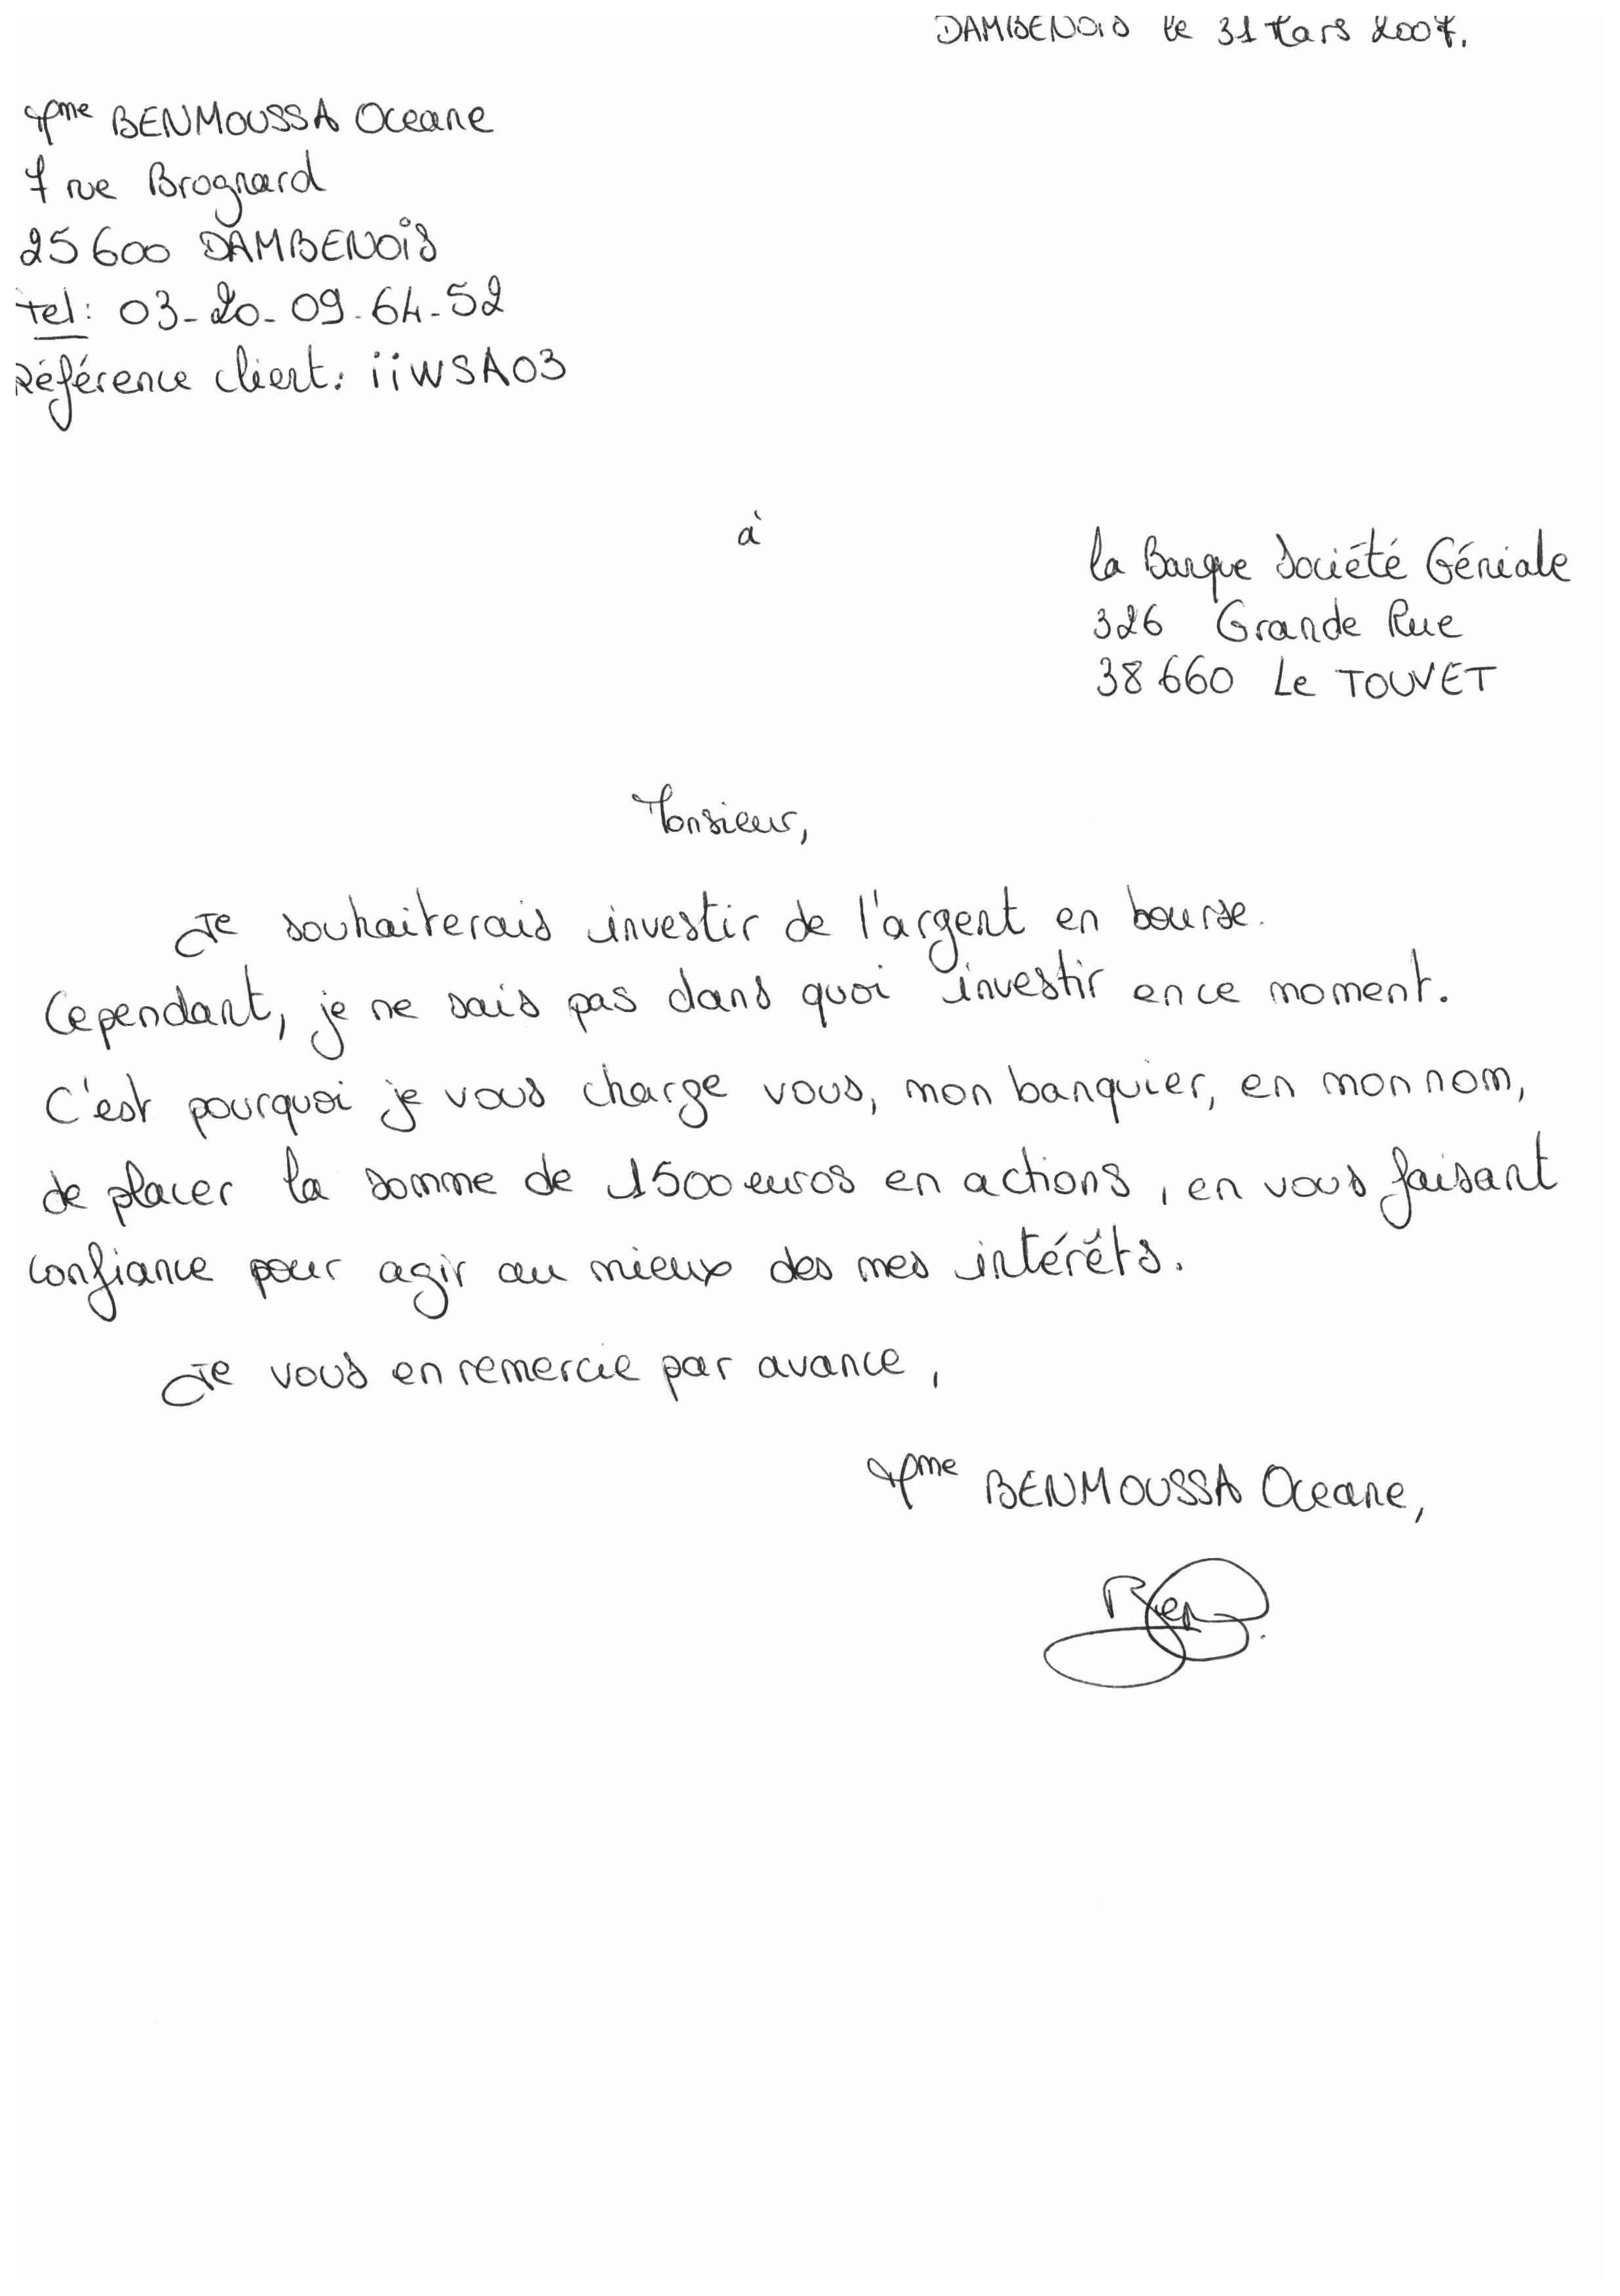 DAMBENOIS le 31 Mars 2007.
Mme BENMOUSSA Oceane
7 rue Brognard
25600 DAMBENOIS
tel: 03-20-09-64-52
Référence client: iiWSA03
à
la Banque Société Géniale
326 Grande Rue
38660 Le TOUVET
Monsieur,
Je souhaiterais investir de l'argent en bourse.
Cependant, je ne sais pas dans quoi investir en ce moment.
C'est pourquoi je vous charge vous, mon banquier, en mon nom,
de placer la somme de 1500 euros en actions, en vous faisant
confiance pour agir au mieux des mes intérêts.
Je vous en remercie par avance,
Mme BENMOUSSA Oceane,
Ben